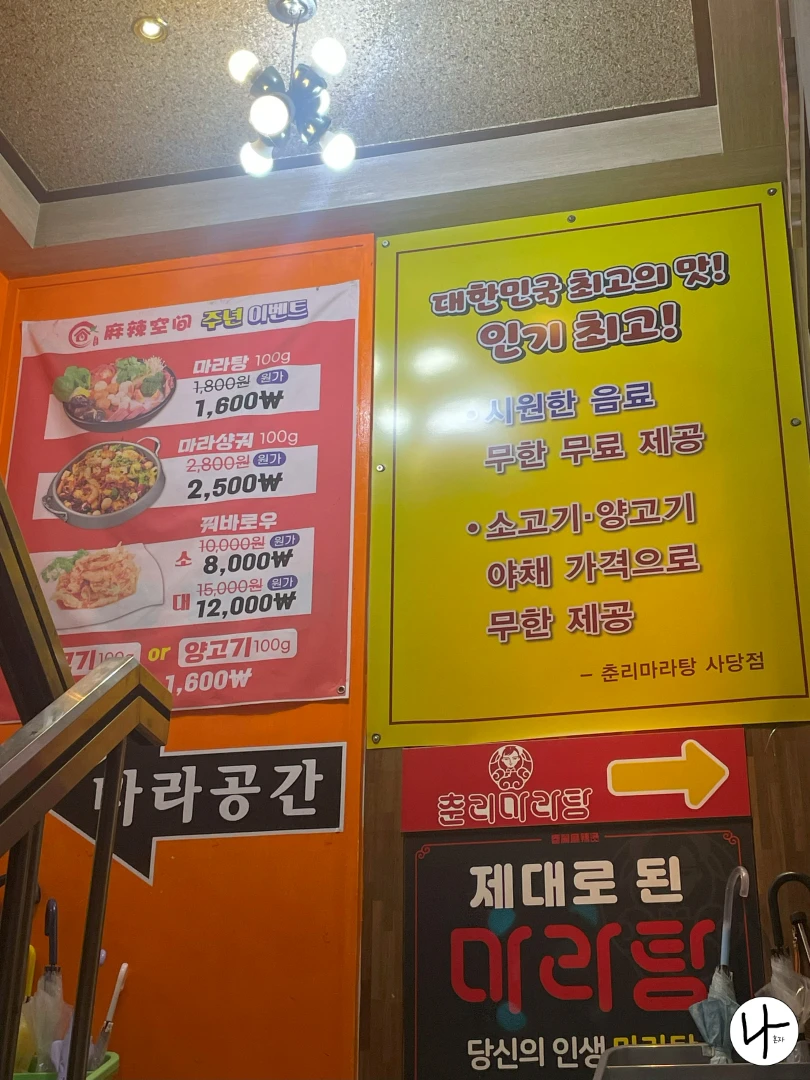 麻辣空间 주년 이벤트
마라탕 100g
1,800원 원가
1,600₩
마라샹궈 100g
2,800원 원가
2,500₩
꿔바로우
소 10,000원 원가
8,000₩
대 15,000원 원가
12,000₩
or 양고기 100g
1,600₩
마라공간
대한민국 최고의 맛!
인기 최고!
• 시원한 음료
무한 무료 제공
• 소고기·양고기
야채 가격으로
무한 제공
– 춘리마라탕 사당점
춘리마라탕
제대로 된
마라탕
당신의 인생
나
혼자